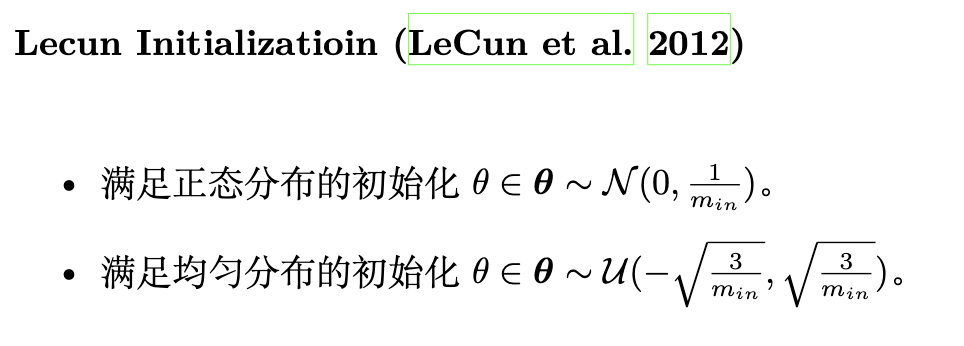 Lecun Initializatioin (LeCun et al. 2012)
• 满足正态分布的初始化 θ ∈ θ ∼ N(0, 1/m_in)。
• 满足均匀分布的初始化 θ ∈ θ ∼ U(−√(3/m_in), √(3/m_in))。